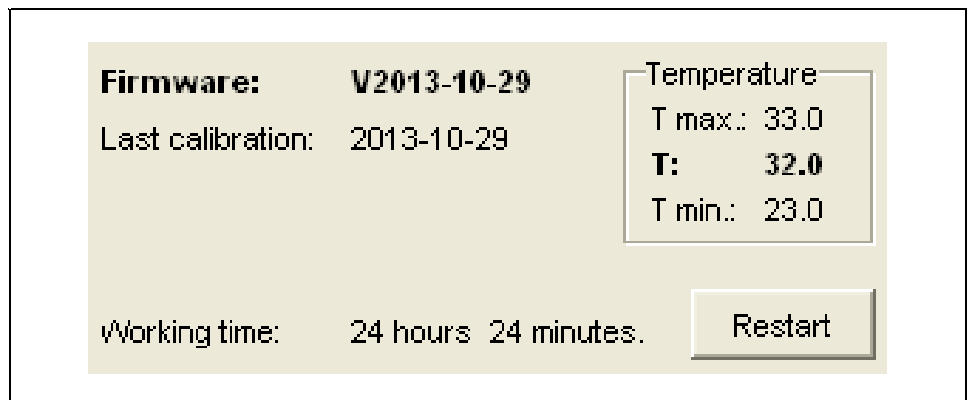 Firmware: V2013-10-29
Last calibration: 2013-10-29
Temperature
T max.: 33.0
T: 32.0
T min.: 23.0
Working time: 24 hours 24 minutes.
Restart